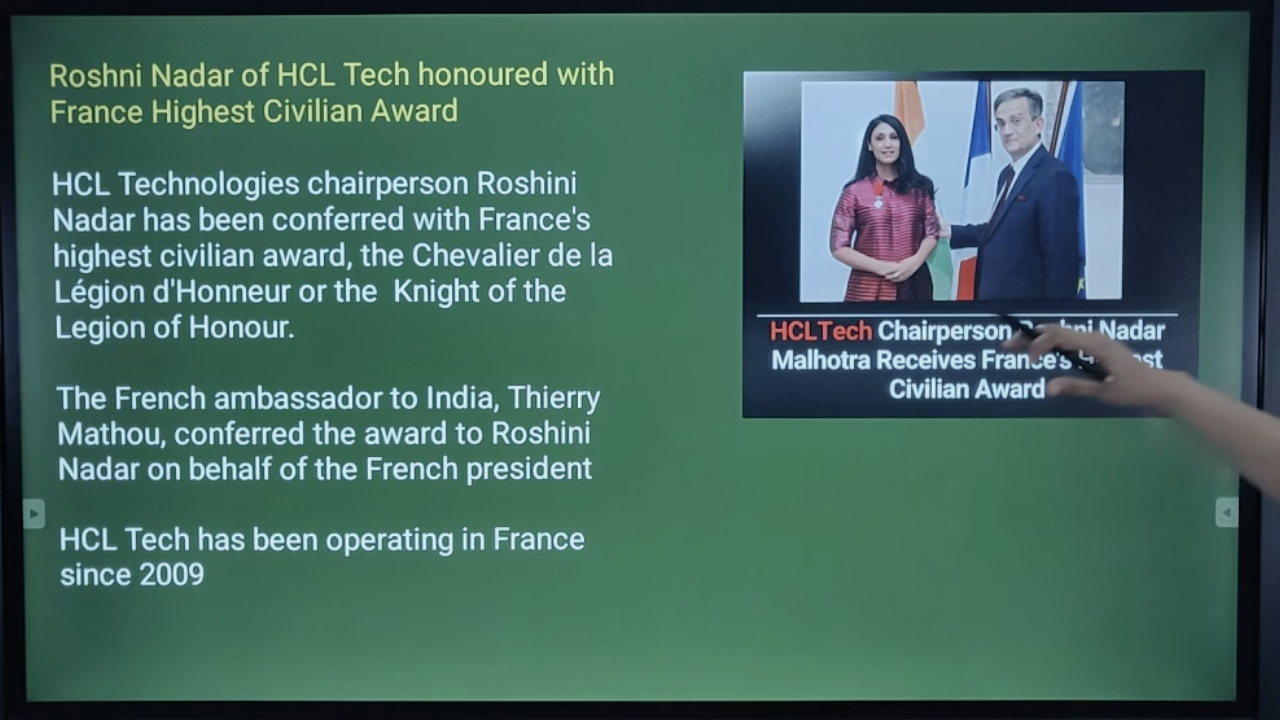 Roshni Nadar of HCL Tech honoured with
France Highest Civilian Award
HCL Technologies chairperson Roshini
Nadar has been conferred with France's
highest civilian award, the Chevalier de la
Légion d'Honneur or the Knight of the
Legion of Honour.
The French ambassador to India, Thierry
Mathou, conferred the award to Roshini
Nadar on behalf of the French president
HCL Tech has been operating in France
since 2009
HCLTech Chairperson Roshni Nadar
Malhotra Receives France's
Civilian Award